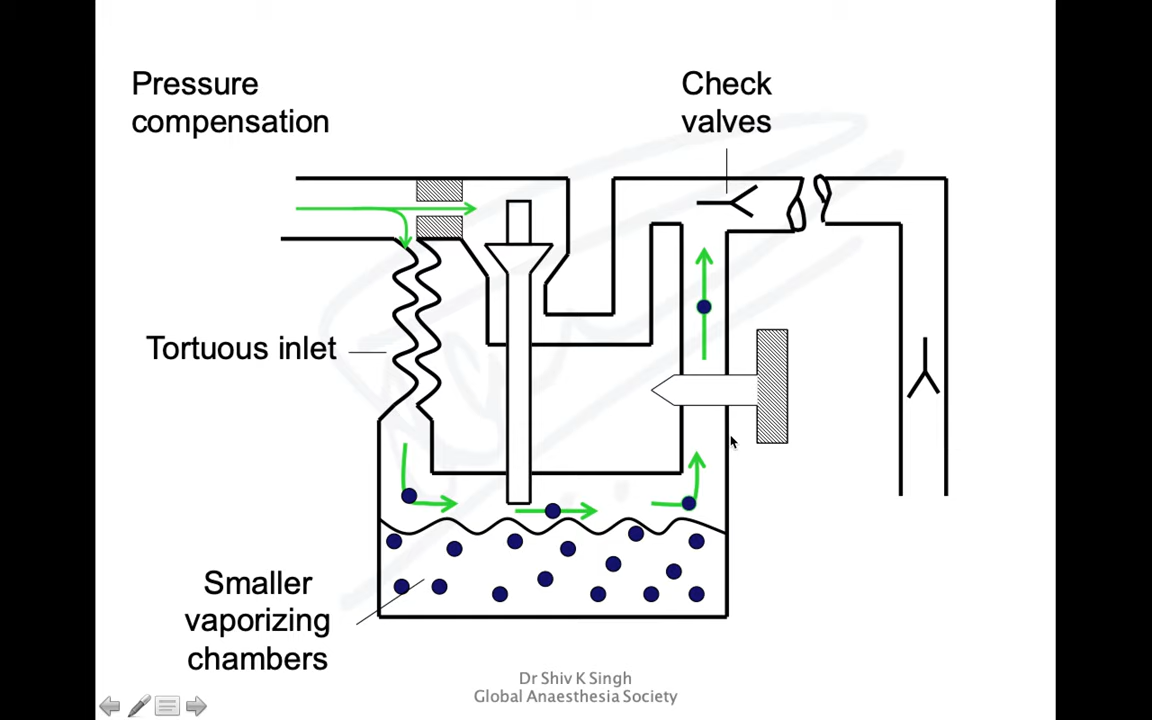 Pressure
compensation
Check
valves
Tortuous inlet
Smaller
vaporizing
chambers
Dr Shiv K Singh
Global Anaesthesia Society